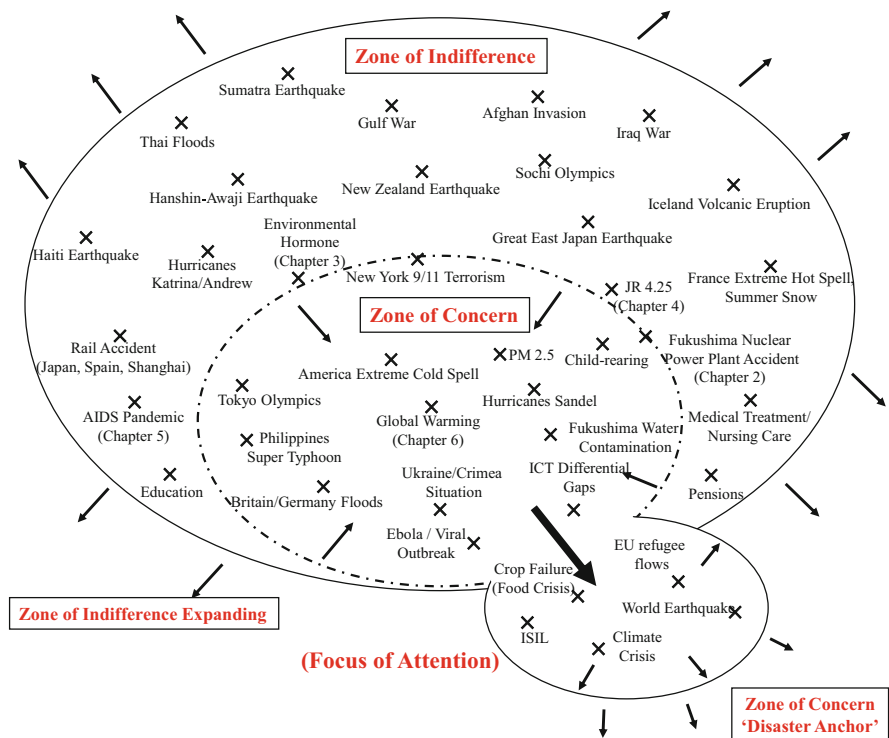 Zone of Indifference
Sumatra Earthquake
Gulf War
Afghan Invasion
Iraq War
Thai Floods
Hanshin-Awaji Earthquake
New Zealand Earthquake
Sochi Olympics
Iceland Volcanic Eruption
Haiti Earthquake
Hurricanes
Katrina/Andrew
Environmental
Hormone
(Chapter 3)
New York 9/11 Terrorism
Great East Japan Earthquake
JR 4.25
(Chapter 4)
France Extreme Hot Spell,
Summer Snow
Zone of Concern
Rail Accident
(Japan, Spain, Shanghai)
America Extreme Cold Spell
PM 2.5
Child-rearing
Fukushima Nuclear
Power Plant Accident
(Chapter 2)
AIDS Pandemic
(Chapter 5)
Tokyo Olympics
Global Warming
(Chapter 6)
Hurricanes Sandel
Medical Treatment/
Nursing Care
Philippines
Super Typhoon
Fukushima Water
Contamination
Education
Britain/Germany Floods
Ukraine/Crimea
Situation
ICT Differential
Gaps
Pensions
Ebola / Viral
Outbreak
Crop Failure
(Food Crisis)
EU refugee
flows
World Earthquake
ISIL
Climate
Crisis
Zone of Indifference Expanding
(Focus of Attention)
Zone of Concern
‘Disaster Anchor’